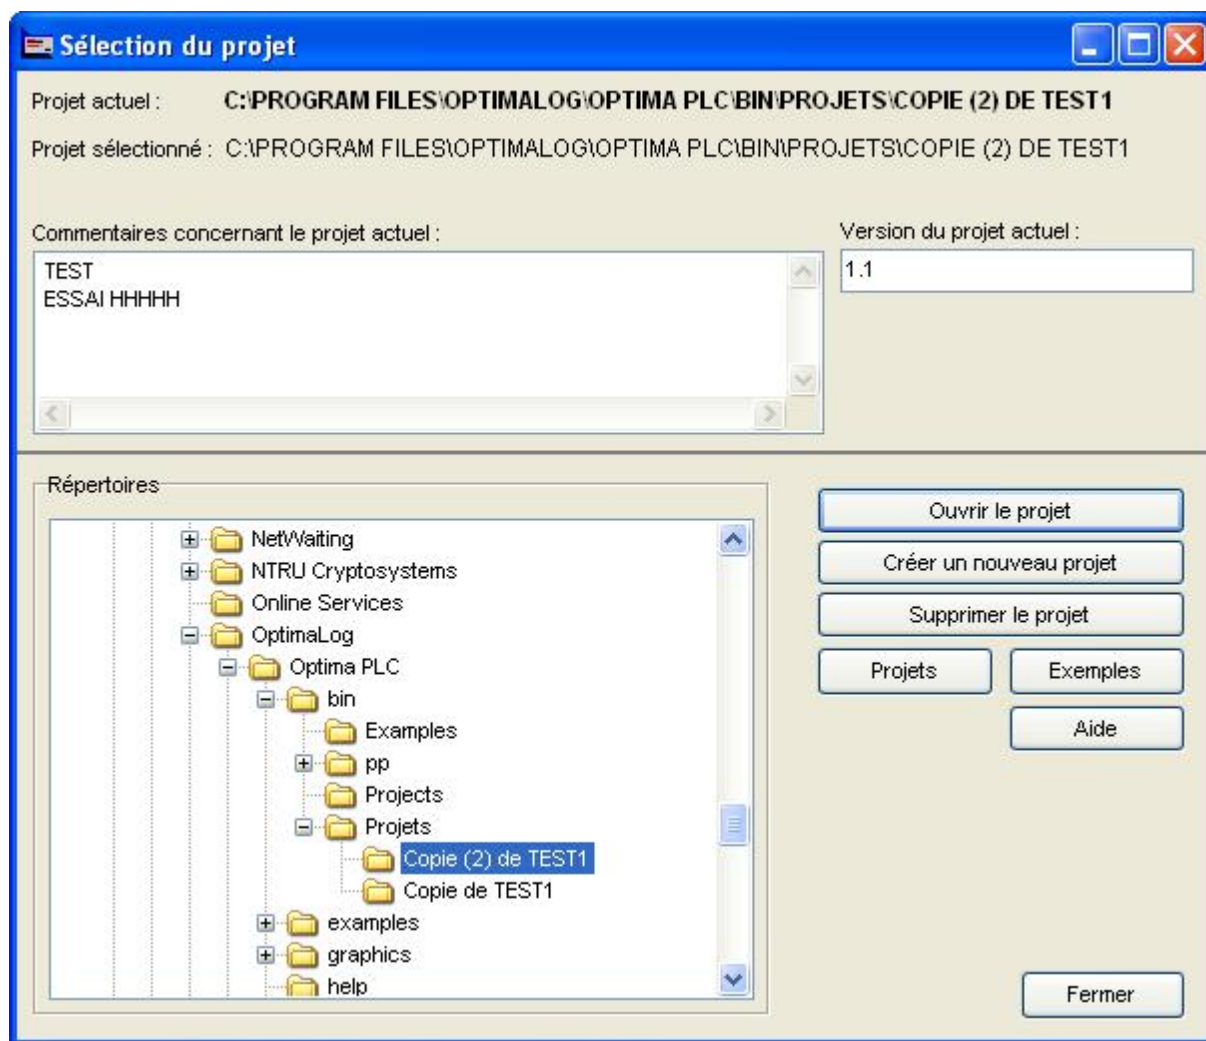 Sélection du projet
Projet actuel : C:\PROGRAM FILES\OPTIMALOG\OPTIMA PLC\BIN\PROJETS\COPIE (2) DE TEST1
Projet sélectionné : C:\PROGRAM FILES\OPTIMALOG\OPTIMA PLC\BIN\PROJETS\COPIE (2) DE TEST1
Commentaires concernant le projet actuel :
TEST
ESSAI HHHHH
Version du projet actuel :
1.1
Répertoires
NetWaiting
NTRU Cryptosystems
Online Services
OptimaLog
Optima PLC
bin
Examples
pp
Projects
Projets
Copie (2) de TEST1
Copie de TEST1
examples
graphics
help
Ouvrir le projet
Créer un nouveau projet
Supprimer le projet
Projets Exemples
Aide
Fermer